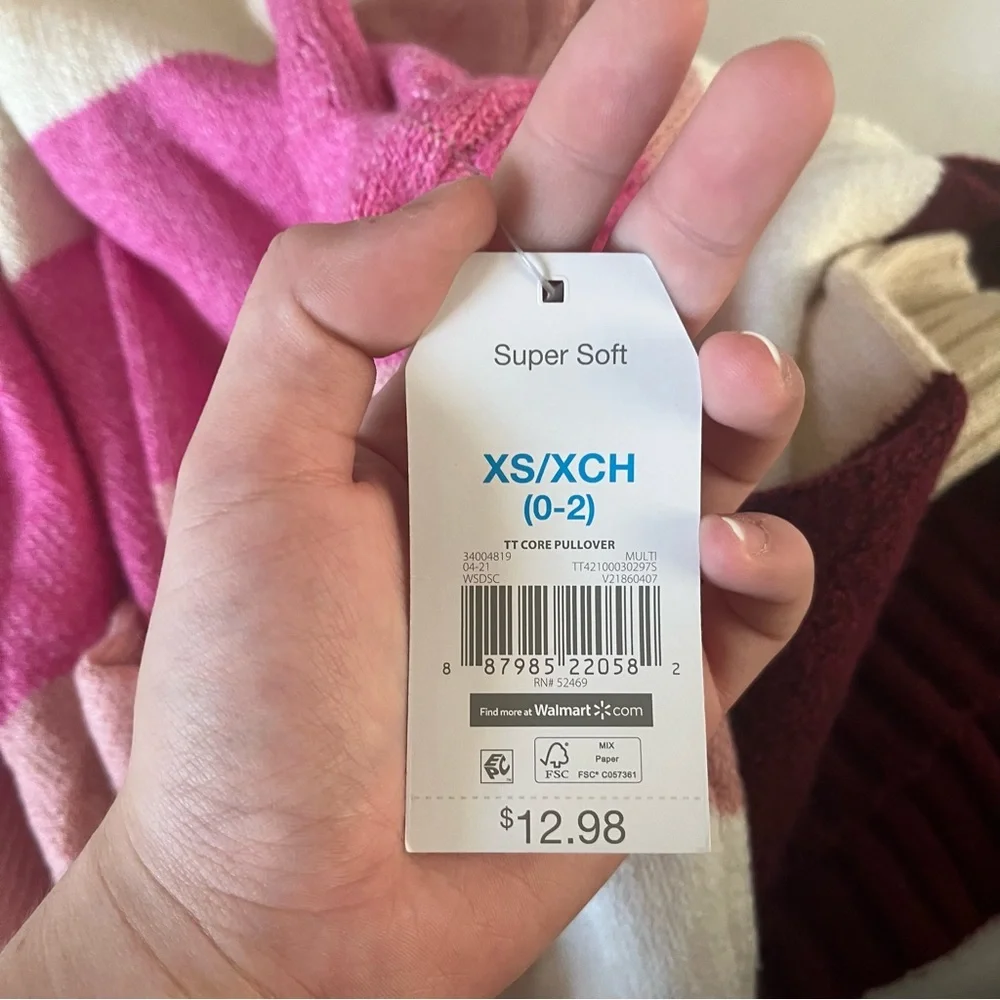 Super Soft
XS/XCH
(0-2)
TT CORE PULLOVER
34004819 MULTI
04-21 TT42100030297S
WSDSC V21860407
8 87985 22058 2
RN# 52469
Find more at Walmart com
EPC
FSC
MIX
Paper
FSC® C057361
$12.98